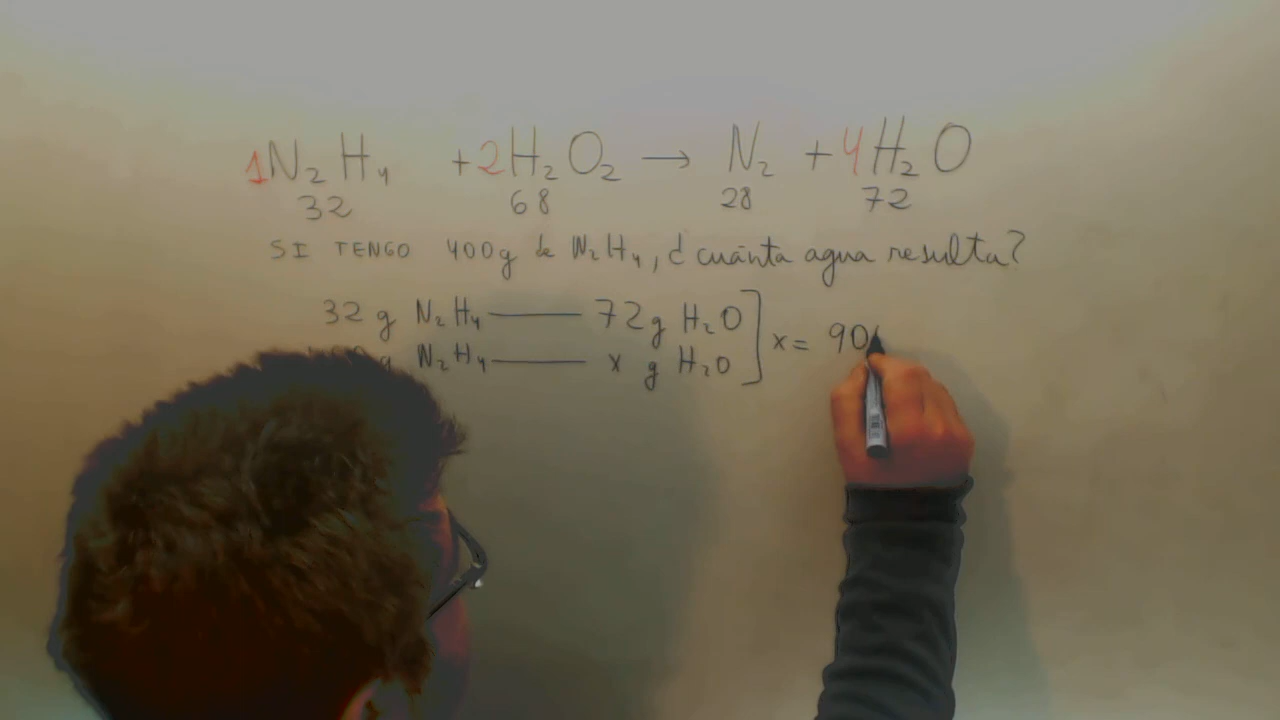 1N₂H₄ + 2H₂O₂ → N₂ + 4H₂O
32 68 28 72
SI TENGO 400g de N₂H₄, ¿cuánta agua resulta?
32 g N₂H₄ —— 72g H₂O
g N₂H₄ —— x g H₂O
x = 90